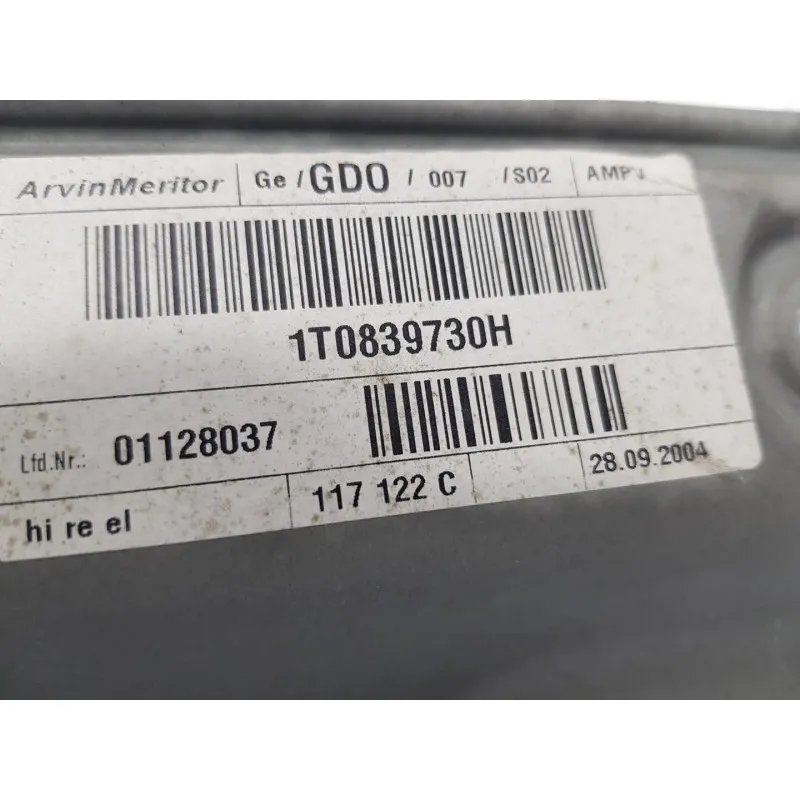 ArvinMeritor Ge / GDO / 007 /S02
1T0839730H
Lfd.Nr.: 01128037
hi re el 117 122 C 28.09.2004